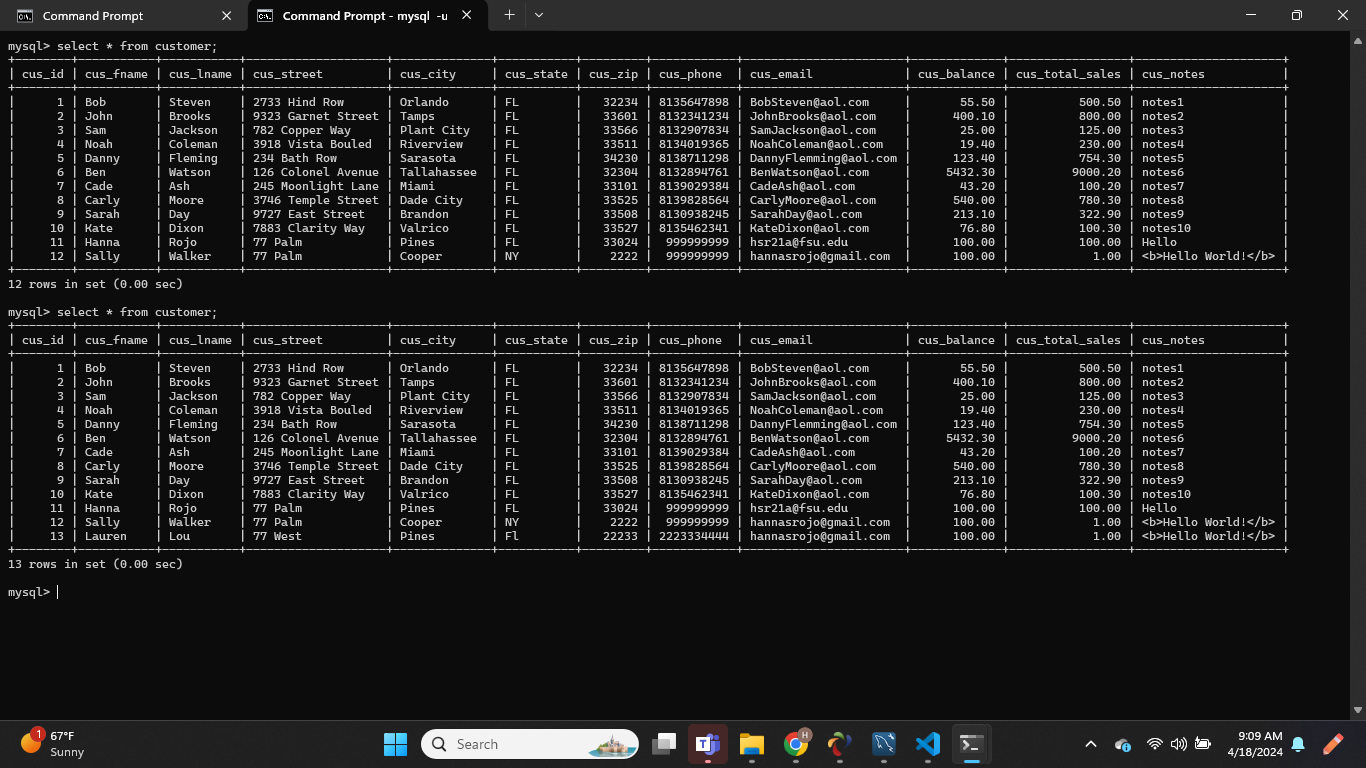 Command Prompt
Command Prompt - mysql -u
mysql> select * from customer;
| cus_id | cus_fname | cus_lname | cus_street | cus_city | cus_state | cus_zip | cus_phone | cus_email | cus_balance | cus_total_sales | cus_notes |
| 1 | Bob | Steven | 2733 Hind Row | Orlando | FL | 32234 | 8135647898 | BobSteven@aol.com | 55.50 | 500.50 | notes1 |
| 2 | John | Brooks | 9323 Garnet Street | Tamps | FL | 33601 | 8132341234 | JohnBrooks@aol.com | 400.10 | 800.00 | notes2 |
| 3 | Sam | Jackson | 782 Copper Way | Plant City | FL | 33566 | 8132907834 | SamJackson@aol.com | 25.00 | 125.00 | notes3 |
| 4 | Noah | Coleman | 3918 Vista Bouled | Riverview | FL | 33511 | 8134019365 | NoahColeman@aol.com | 19.40 | 230.00 | notes4 |
| 5 | Danny | Fleming | 234 Bath Row | Sarasota | FL | 34230 | 8138711298 | DannyFlemming@aol.com | 123.40 | 754.30 | notes5 |
| 6 | Ben | Watson | 126 Colonel Avenue | Tallahassee | FL | 32304 | 8132894761 | BenWatson@aol.com | 5432.30 | 9000.20 | notes6 |
| 7 | Cade | Ash | 245 Moonlight Lane | Miami | FL | 33101 | 8139029384 | CadeAsh@aol.com | 43.20 | 100.20 | notes7 |
| 8 | Carly | Moore | 3746 Temple Street | Dade City | FL | 33525 | 8139828564 | CarlyMoore@aol.com | 540.00 | 780.30 | notes8 |
| 9 | Sarah | Day | 9727 East Street | Brandon | FL | 33508 | 8130938245 | SarahDay@aol.com | 213.10 | 322.90 | notes9 |
| 10 | Kate | Dixon | 7883 Clarity Way | Valrico | FL | 33527 | 8135462341 | KateDixon@aol.com | 76.80 | 100.30 | notes10 |
| 11 | Hanna | Rojo | 77 Palm | Pines | FL | 33024 | 999999999 | hsr21a@fsu.edu | 100.00 | 100.00 | Hello |
| 12 | Sally | Walker | 77 Palm | Cooper | NY | 2222 | 999999999 | hannasrojo@gmail.com | 100.00 | 1.00 | <b>Hello World!</b> |
12 rows in set (0.00 sec)
mysql> select * from customer;
| cus_id | cus_fname | cus_lname | cus_street | cus_city | cus_state | cus_zip | cus_phone | cus_email | cus_balance | cus_total_sales | cus_notes |
| 1 | Bob | Steven | 2733 Hind Row | Orlando | FL | 32234 | 8135647898 | BobSteven@aol.com | 55.50 | 500.50 | notes1 |
| 2 | John | Brooks | 9323 Garnet Street | Tamps | FL | 33601 | 8132341234 | JohnBrooks@aol.com | 400.10 | 800.00 | notes2 |
| 3 | Sam | Jackson | 782 Copper Way | Plant City | FL | 33566 | 8132907834 | SamJackson@aol.com | 25.00 | 125.00 | notes3 |
| 4 | Noah | Coleman | 3918 Vista Bouled | Riverview | FL | 33511 | 8134019365 | NoahColeman@aol.com | 19.40 | 230.00 | notes4 |
| 5 | Danny | Fleming | 234 Bath Row | Sarasota | FL | 34230 | 8138711298 | DannyFlemming@aol.com | 123.40 | 754.30 | notes5 |
| 6 | Ben | Watson | 126 Colonel Avenue | Tallahassee | FL | 32304 | 8132894761 | BenWatson@aol.com | 5432.30 | 9000.20 | notes6 |
| 7 | Cade | Ash | 245 Moonlight Lane | Miami | FL | 33101 | 8139029384 | CadeAsh@aol.com | 43.20 | 100.20 | notes7 |
| 8 | Carly | Moore | 3746 Temple Street | Dade City | FL | 33525 | 8139828564 | CarlyMoore@aol.com | 540.00 | 780.30 | notes8 |
| 9 | Sarah | Day | 9727 East Street | Brandon | FL | 33508 | 8130938245 | SarahDay@aol.com | 213.10 | 322.90 | notes9 |
| 10 | Kate | Dixon | 7883 Clarity Way | Valrico | FL | 33527 | 8135462341 | KateDixon@aol.com | 76.80 | 100.30 | notes10 |
| 11 | Hanna | Rojo | 77 Palm | Pines | FL | 33024 | 999999999 | hsr21a@fsu.edu | 100.00 | 100.00 | Hello |
| 12 | Sally | Walker | 77 Palm | Cooper | NY | 2222 | 999999999 | hannasrojo@gmail.com | 100.00 | 1.00 | <b>Hello World!</b> |
| 13 | Lauren | Lou | 77 West | Pines | Fl | 22233 | 2223334444 | hannasrojo@gmail.com | 100.00 | 1.00 | <b>Hello World!</b> |
13 rows in set (0.00 sec)
mysql>
1
67°F
Sunny
Search
H
9:09 AM
4/18/2024